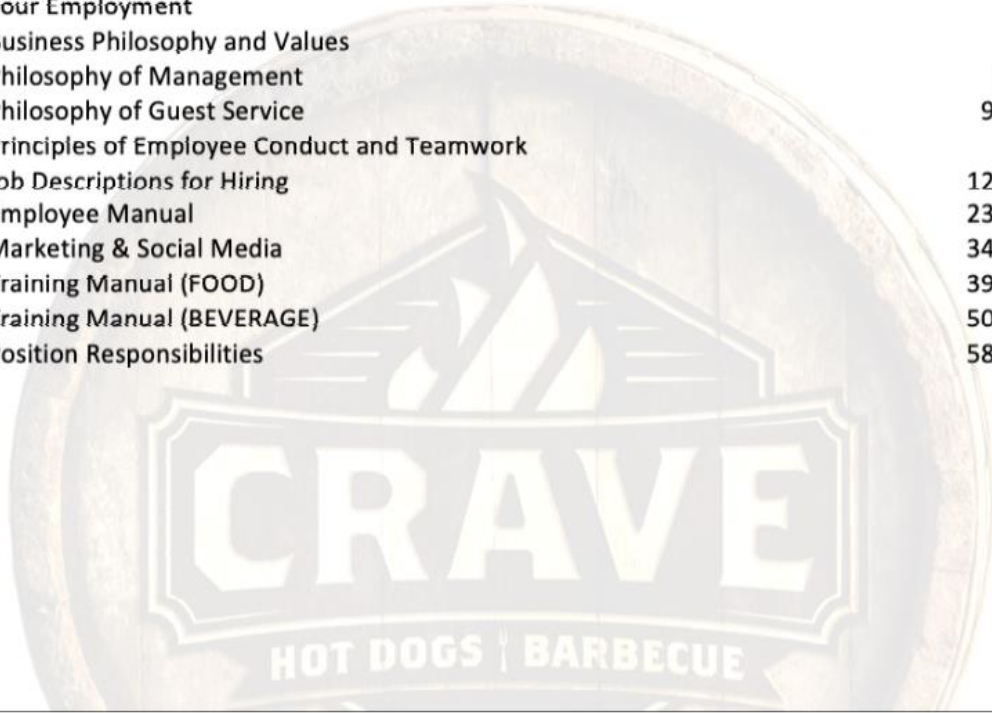 our Employment
usiness Philosophy and Values
hilosophy of Management
hilosophy of Guest Service 9
rinciples of Employee Conduct and Teamwork
ob Descriptions for Hiring 12
mployee Manual 23
Marketing & Social Media 34
raining Manual (FOOD) 39
raining Manual (BEVERAGE) 50
osition Responsibilities 58
CRAVE
HOT DOGS BARBECUE